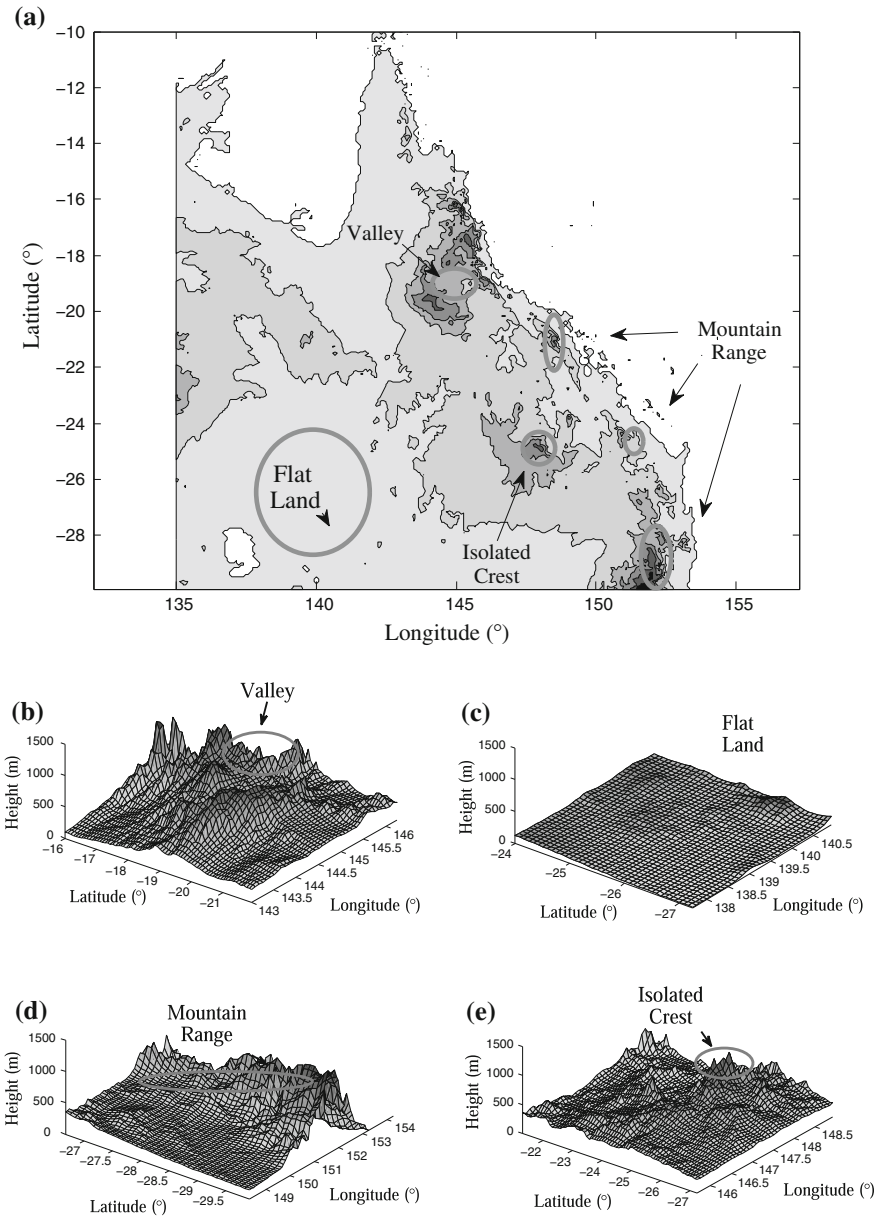 (a)
-10
-12
-14
-16
-18
-20
-22
-24
-26
-28
Latitude (°)
Valley
Mountain
Range
Flat
Land
Isolated
Crest
135
140
145
150
155
Longitude (°)
(b)
Valley
1500
1000
500
0
Height (m)
-16
-17
-18
-19
-20
-21
Latitude (°)
143
143.5
144
144.5
145
145.5
146
Longitude (°)
(c)
Flat
Land
1500
1000
500
0
Height (m)
-24
-25
-26
-27
Latitude (°)
138
138.5
139
139.5
140
140.5
Longitude (°)
(d)
Mountain
Range
1500
1000
500
0
Height (m)
-27
-27.5
-28
-28.5
-29
-29.5
Latitude (°)
149
150
151
152
153
154
Longitude (°)
(e)
Isolated
Crest
1500
1000
500
0
Height (m)
-22
-23
-24
-25
-26
-27
Latitude (°)
146
146.5
147
147.5
148
148.5
Longitude (°)